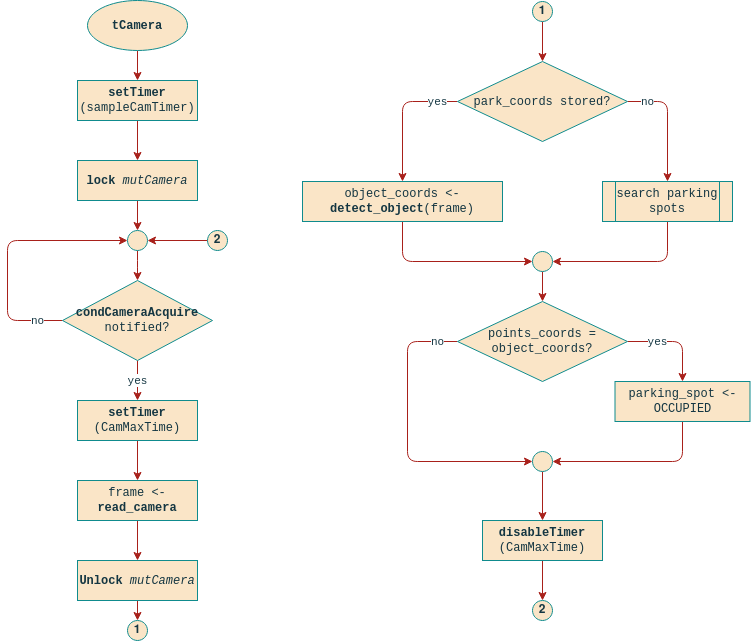 tCamera
setTimer
(sampleCamTimer)
lock mutCamera
2
condCameraAcquire
notified?
no
yes
setTimer
(CamMaxTime)
frame <-
read_camera
Unlock mutCamera
1
1
park_coords stored?
yes
no
object_coords <-
detect_object(frame)
search parking
spots
points_coords =
object_coords?
no
yes
parking_spot <-
OCCUPIED
disableTimer
(CamMaxTime)
2